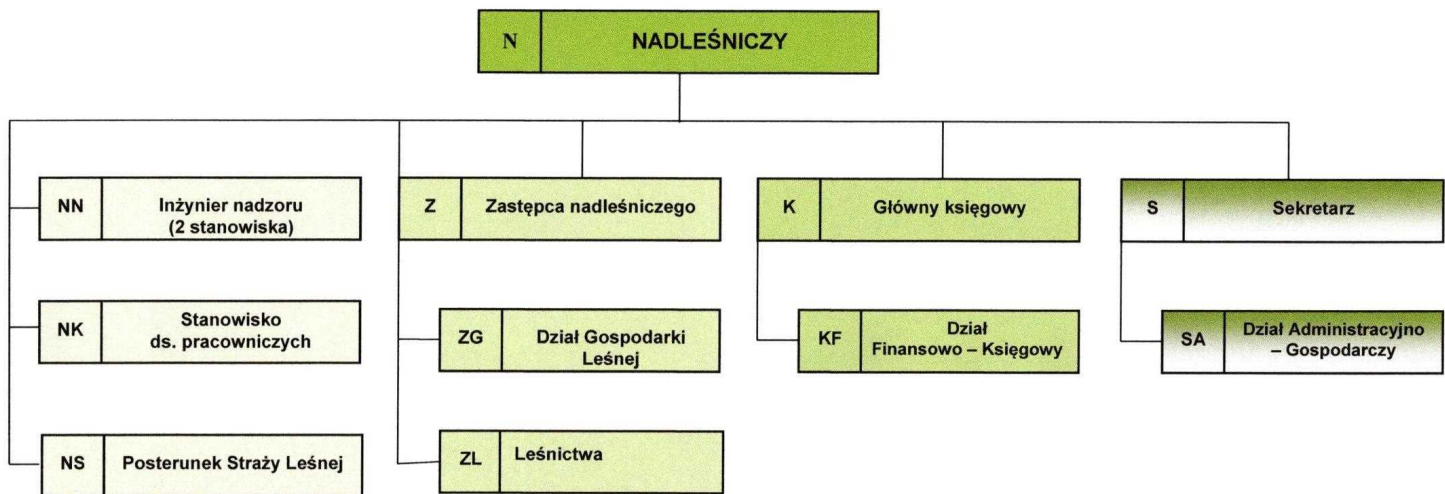 N NADLEŚNICZY
NN Inżynier nadzoru
(2 stanowiska)
Z Zastępca nadleśniczego
K Główny księgowy
S Sekretarz
NK Stanowisko
ds. pracowniczych
ZG Dział Gospodarki
Leśnej
KF Dział
Finansowo – Księgowy
SA Dział Administracyjno
– Gospodarczy
NS Posterunek Straży Leśnej
ZL Leśnictwa